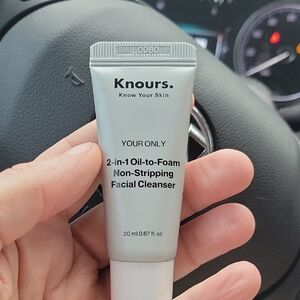 Knours.
Know Your Skin
YOUR ONLY
2-in-1 Oil-to-Foam
Non-Stripping
Facial Cleanser
20 ml 0.67 fl. oz.